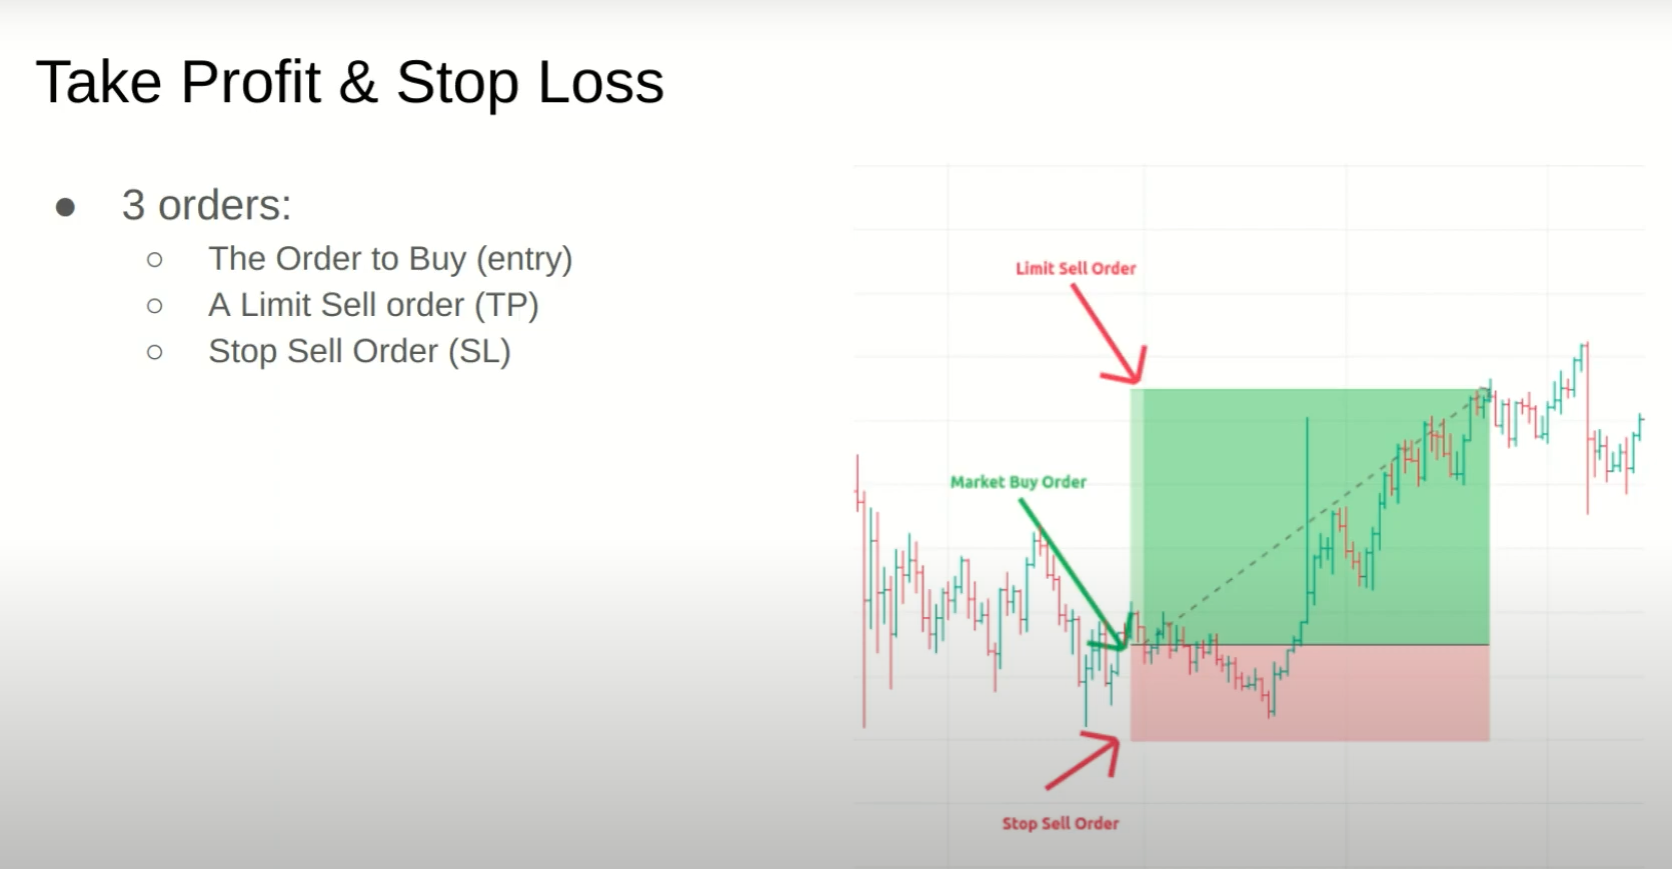 Take Profit & Stop Loss
● 3 orders:
○ The Order to Buy (entry)
○ A Limit Sell order (TP)
○ Stop Sell Order (SL)
Limit Sell Order
Market Buy Order
Stop Sell Order